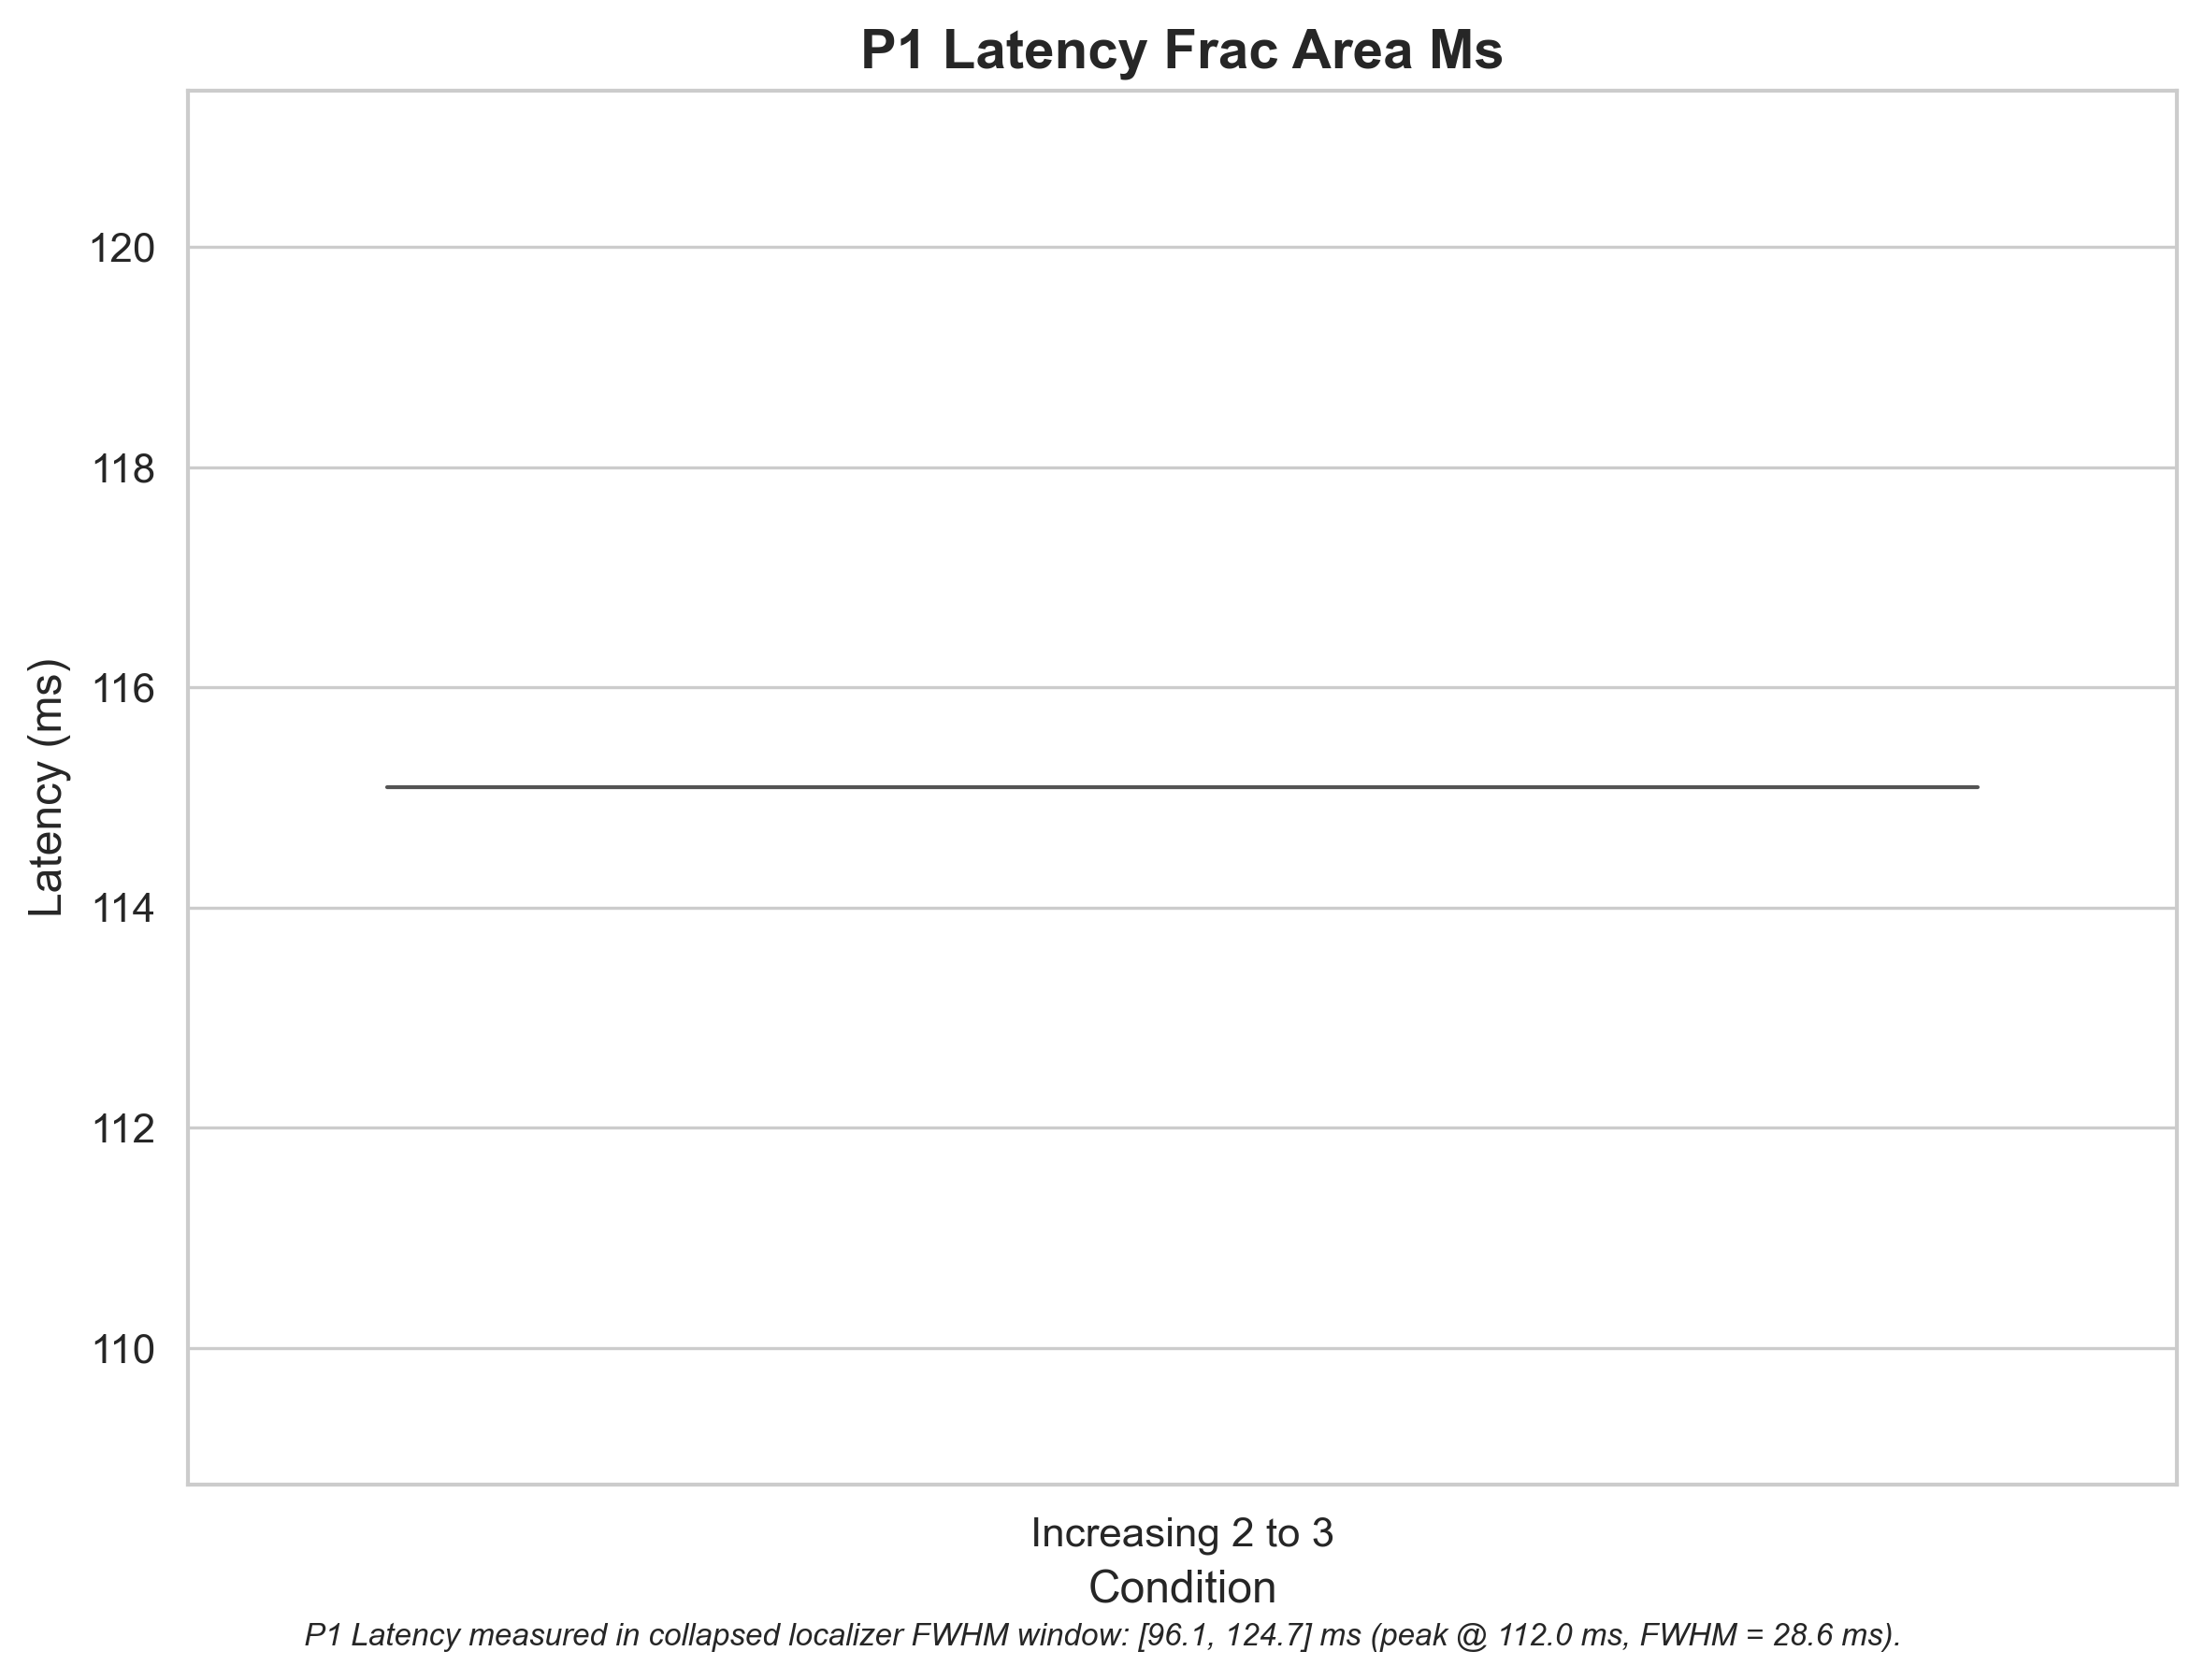 P1 Latency Frac Area Ms
Latency (ms)
120
118
116
114
112
110
Increasing 2 to 3
Condition
P1 Latency measured in collapsed localizer FWHM window: [96.1, 124.7] ms (peak @ 112.0 ms, FWHM = 28.6 ms).